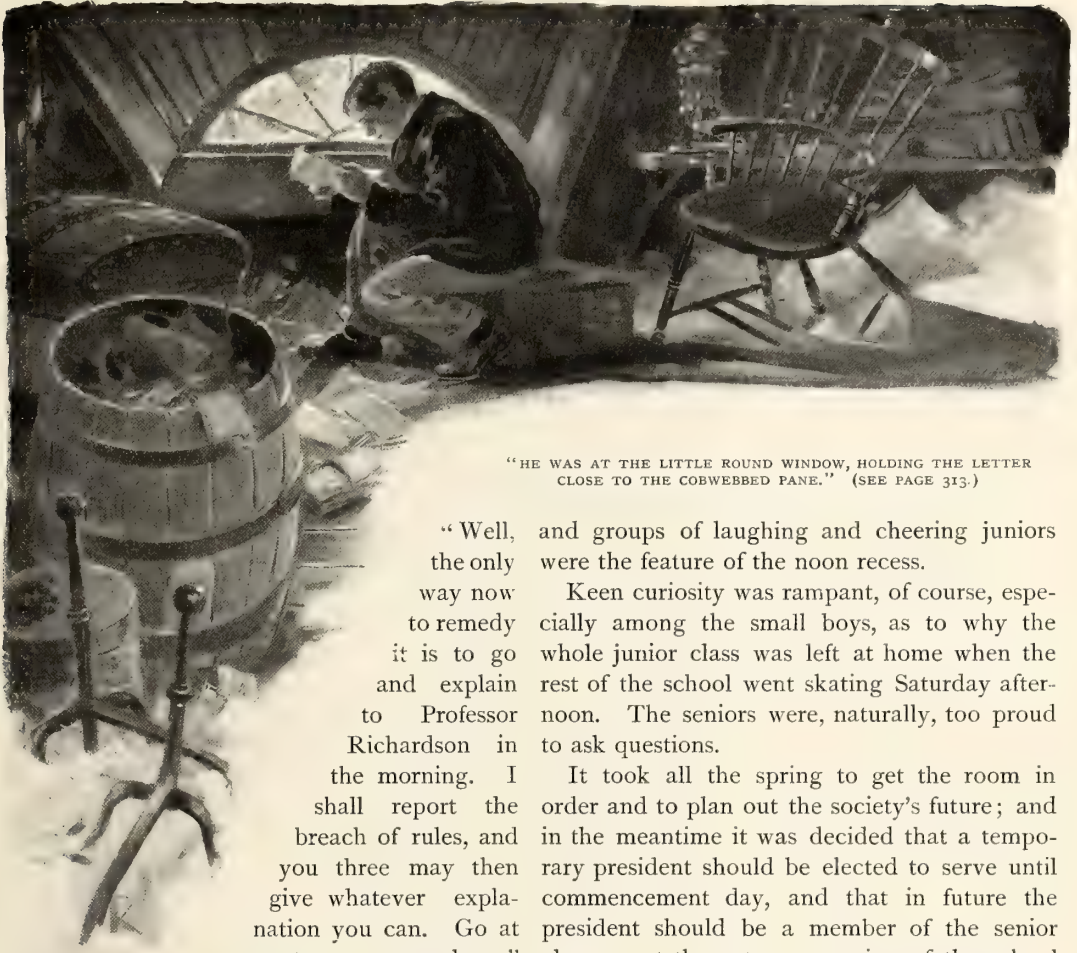 "HE WAS AT THE LITTLE ROUND WINDOW, HOLDING THE LETTER
CLOSE TO THE COBWEBBED PANE." (SEE PAGE 313.)
"Well,
the only
way now
to remedy
it is to go
and explain
to Professor
Richardson in
the morning. I
shall report the
breach of rules, and
you three may then
give whatever expla-
nation you can. Go at
and groups of laughing and cheering juniors
were the feature of the noon recess.
Keen curiosity was rampant, of course, espe-
cially among the small boys, as to why the
whole junior class was left at home when the
rest of the school went skating Saturday after-
noon. The seniors were, naturally, too proud
to ask questions.
It took all the spring to get the room in
order and to plan out the society's future; and
in the meantime it was decided that a tempo-
rary president should be elected to serve until
commencement day, and that in future the
president should be a member of the senior